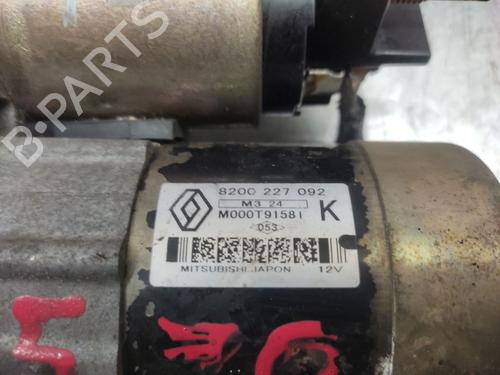 B-PARTS
8200 227 092
M3 24
M000T91581 K
<053>
MITSUBISHI.JAPON 12V